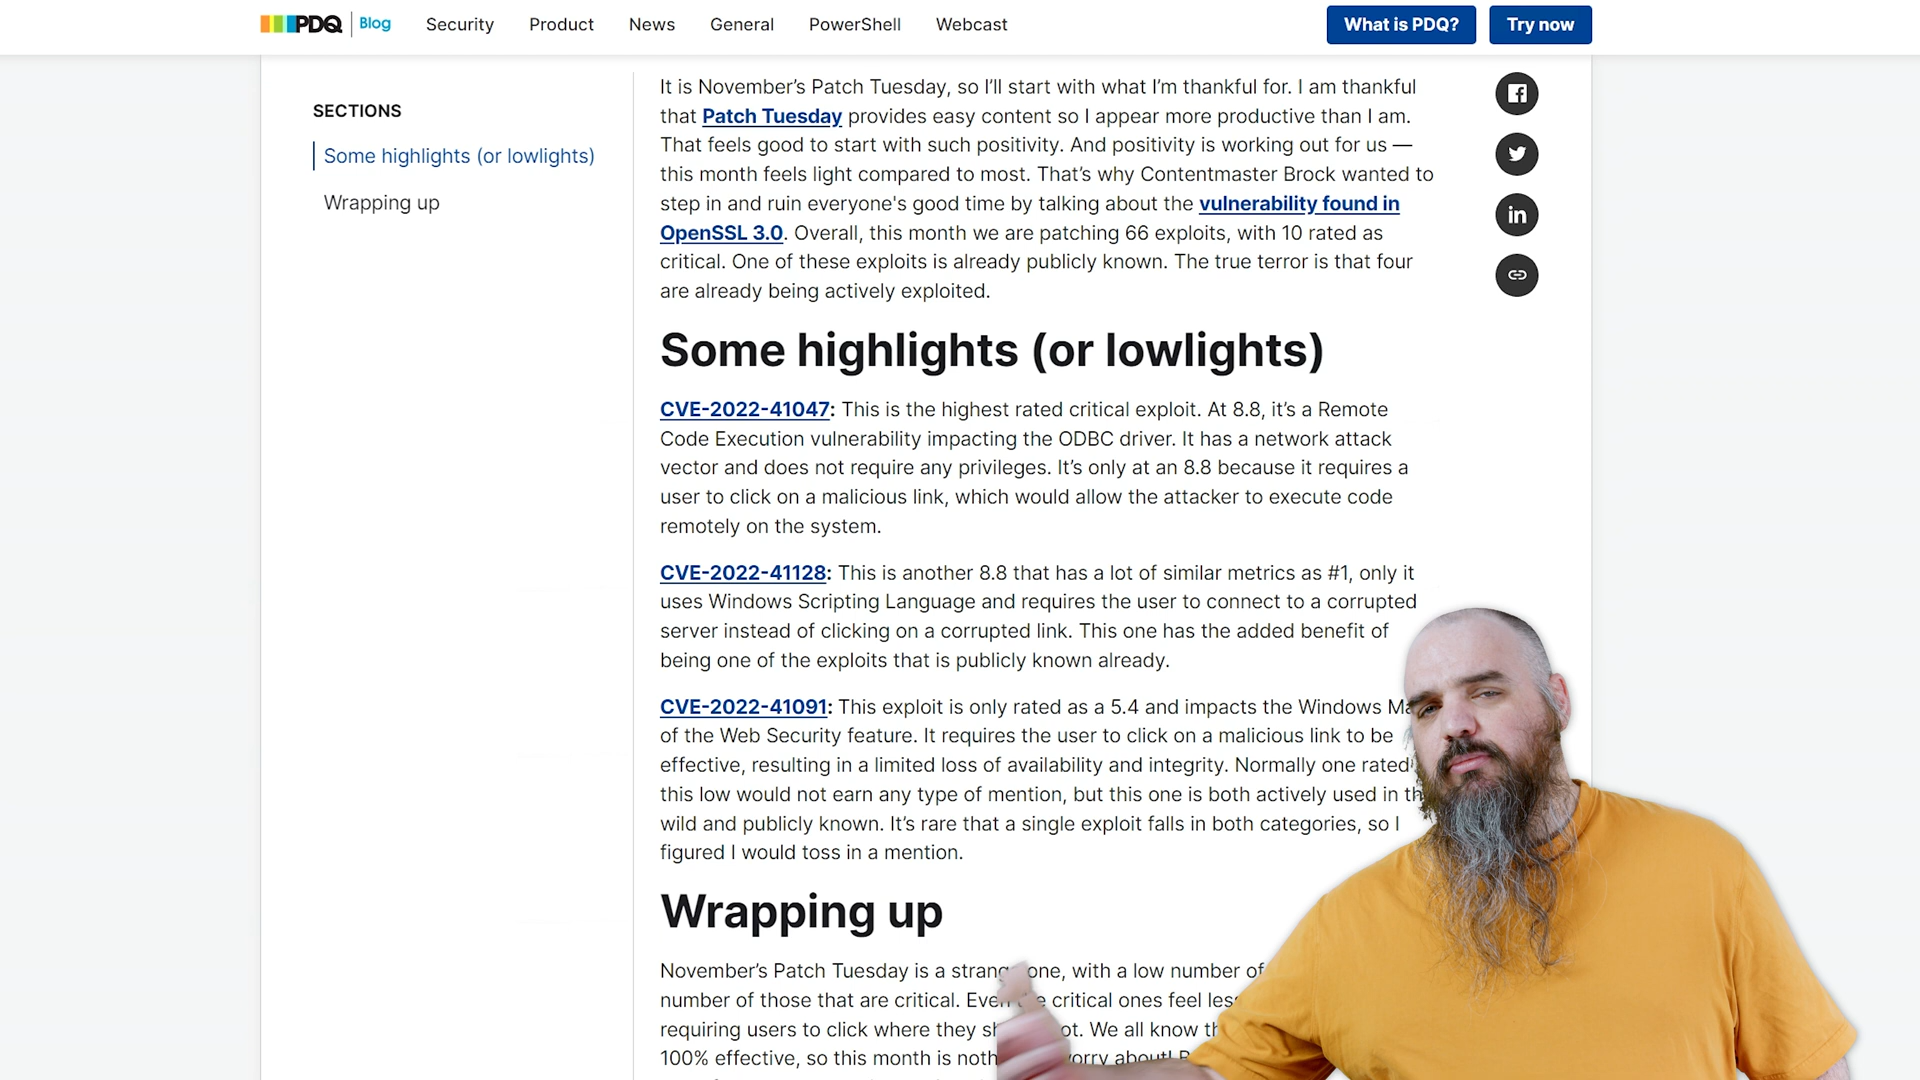 PDQ Blog Security Product News General PowerShell Webcast What is PDQ? Try now
SECTIONS
Some highlights (or lowlights)
Wrapping up
It is November’s Patch Tuesday, so I’ll start with what I’m thankful for. I am thankful
that Patch Tuesday provides easy content so I appear more productive than I am.
That feels good to start with such positivity. And positivity is working out for us —
this month feels light compared to most. That’s why Contentmaster Brock wanted to
step in and ruin everyone's good time by talking about the vulnerability found in
OpenSSL 3.0. Overall, this month we are patching 66 exploits, with 10 rated as
critical. One of these exploits is already publicly known. The true terror is that four
are already being actively exploited.
Some highlights (or lowlights)
CVE-2022-41047: This is the highest rated critical exploit. At 8.8, it’s a Remote
Code Execution vulnerability impacting the ODBC driver. It has a network attack
vector and does not require any privileges. It’s only at an 8.8 because it requires a
user to click on a malicious link, which would allow the attacker to execute code
remotely on the system.
CVE-2022-41128: This is another 8.8 that has a lot of similar metrics as #1, only it
uses Windows Scripting Language and requires the user to connect to a corrupted
server instead of clicking on a corrupted link. This one has the added benefit of
being one of the exploits that is publicly known already.
CVE-2022-41091: This exploit is only rated as a 5.4 and impacts the Windows
of the Web Security feature. It requires the user to click on a malicious link to be
effective, resulting in a limited loss of availability and integrity. Normally one rated
this low would not earn any type of mention, but this one is both actively used in
wild and publicly known. It’s rare that a single exploit falls in both categories, so I
figured I would toss in a mention.
Wrapping up
November’s Patch Tuesday is a one, with a low number of
number of those that are critical. critical ones feel
requiring users to click where they We all know
100% effective, so this month is